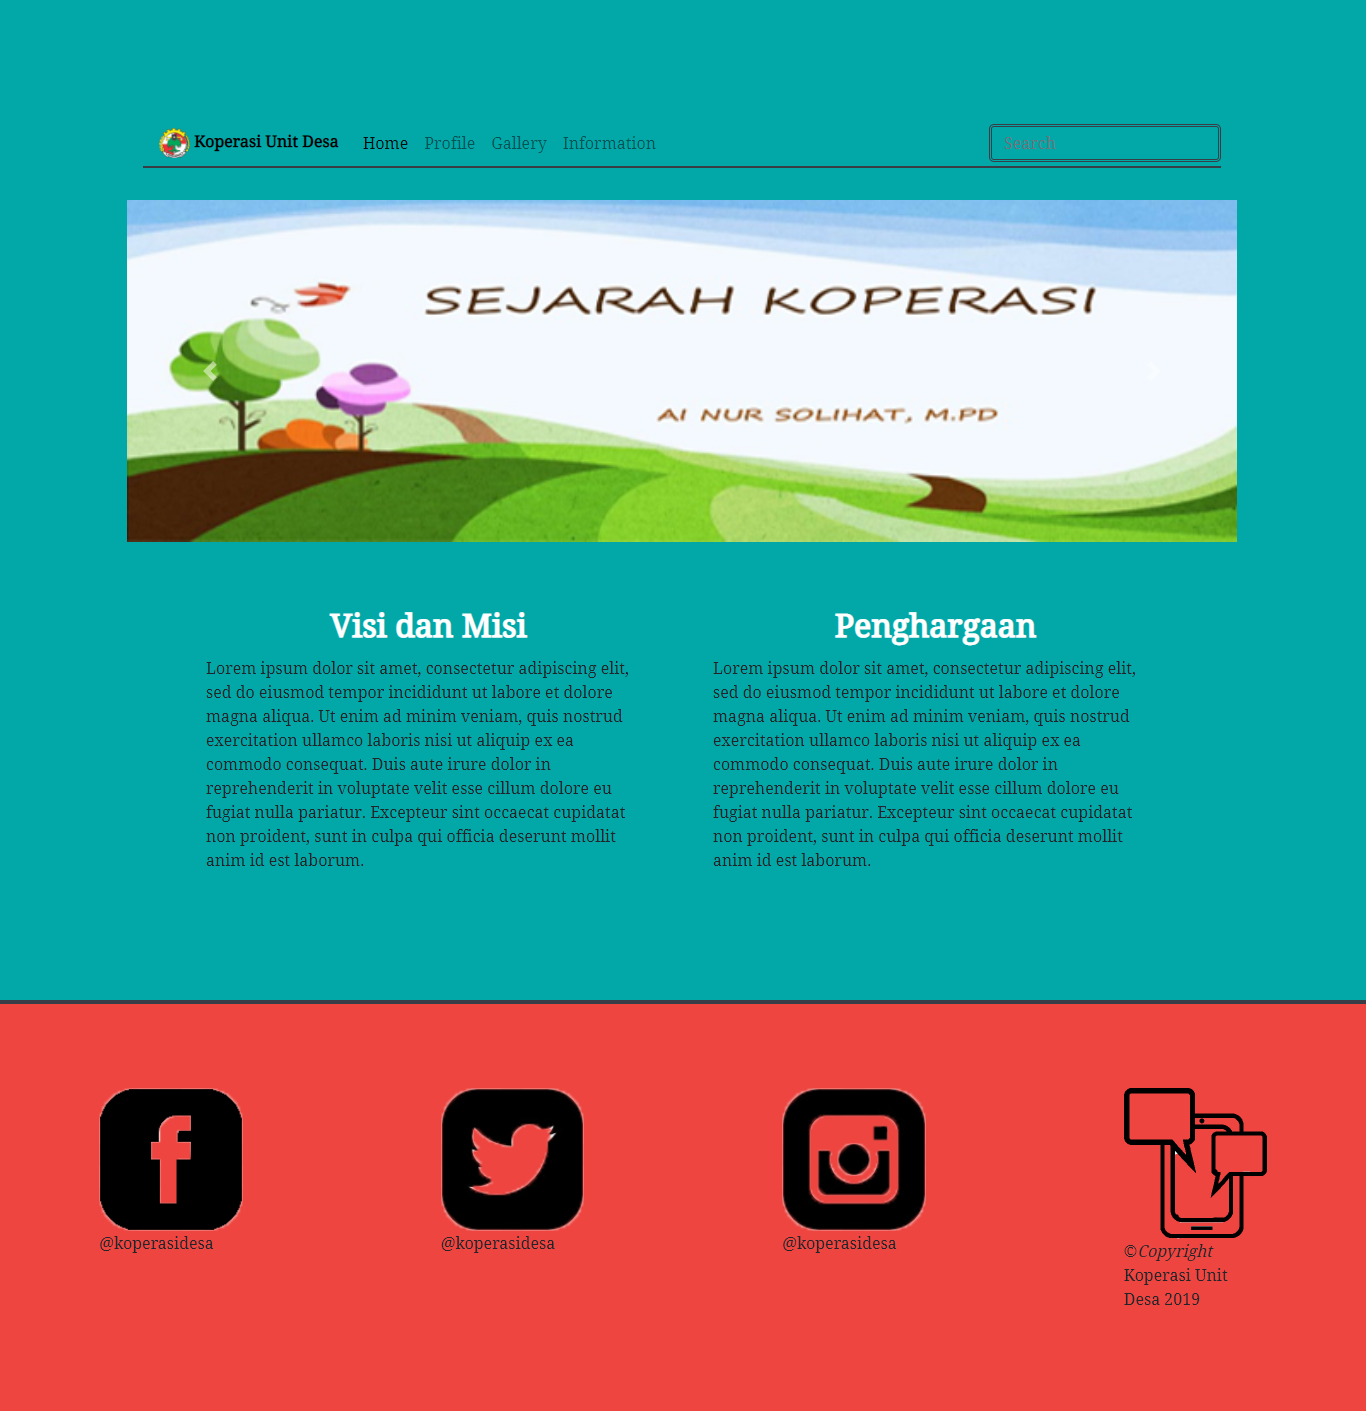 Koperasi Unit Desa Home Profile Gallery Information Search
SEJARAH KOPERASI
AI NUR SOLIHAT, M.PD
Visi dan Misi
Lorem ipsum dolor sit amet, consectetur adipiscing elit,
sed do eiusmod tempor incididunt ut labore et dolore
magna aliqua. Ut enim ad minim veniam, quis nostrud
exercitation ullamco laboris nisi ut aliquip ex ea
commodo consequat. Duis aute irure dolor in
reprehenderit in voluptate velit esse cillum dolore eu
fugiat nulla pariatur. Excepteur sint occaecat cupidatat
non proident, sunt in culpa qui officia deserunt mollit
anim id est laborum.
Penghargaan
Lorem ipsum dolor sit amet, consectetur adipiscing elit,
sed do eiusmod tempor incididunt ut labore et dolore
magna aliqua. Ut enim ad minim veniam, quis nostrud
exercitation ullamco laboris nisi ut aliquip ex ea
commodo consequat. Duis aute irure dolor in
reprehenderit in voluptate velit esse cillum dolore eu
fugiat nulla pariatur. Excepteur sint occaecat cupidatat
non proident, sunt in culpa qui officia deserunt mollit
anim id est laborum.
@koperasidesa
@koperasidesa
@koperasidesa
©Copyright
Koperasi Unit
Desa 2019